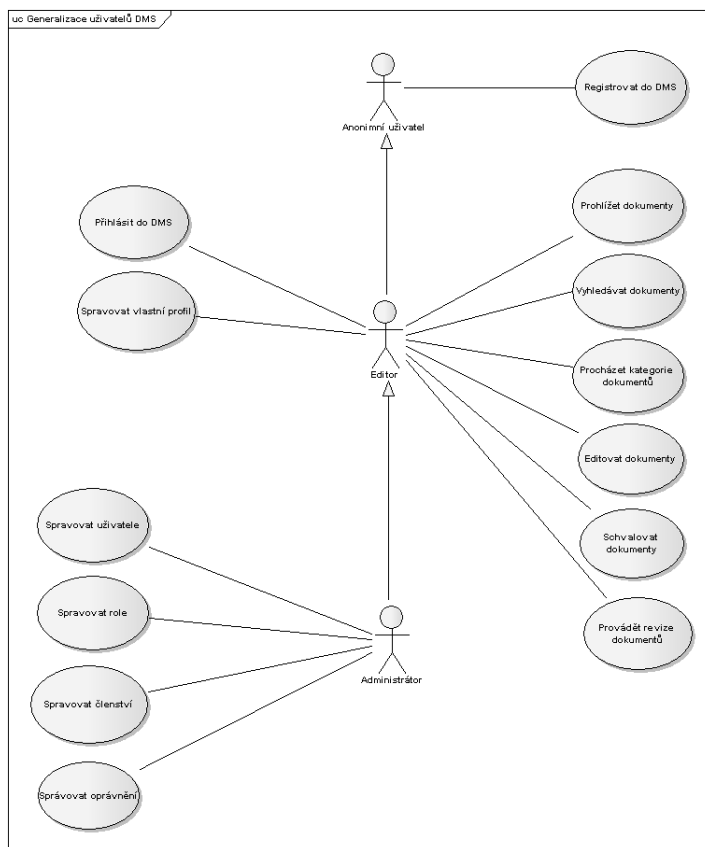 uc Generalizace uživatelů DMS
Registrovat do DMS
Anonimní uživatel
Prohlížet dokumenty
Přihlásit do DMS
Vyhledávat dokumenty
Spravovat vlastní profil
Procházet kategorie
dokumentů
Editor
Editovat dokumenty
Spravovat uživatele
Schvalovat
dokumenty
Spravovat role
Provádět revize
dokumentů
Administrátor
Spravovat členství
Správovat oprávnění